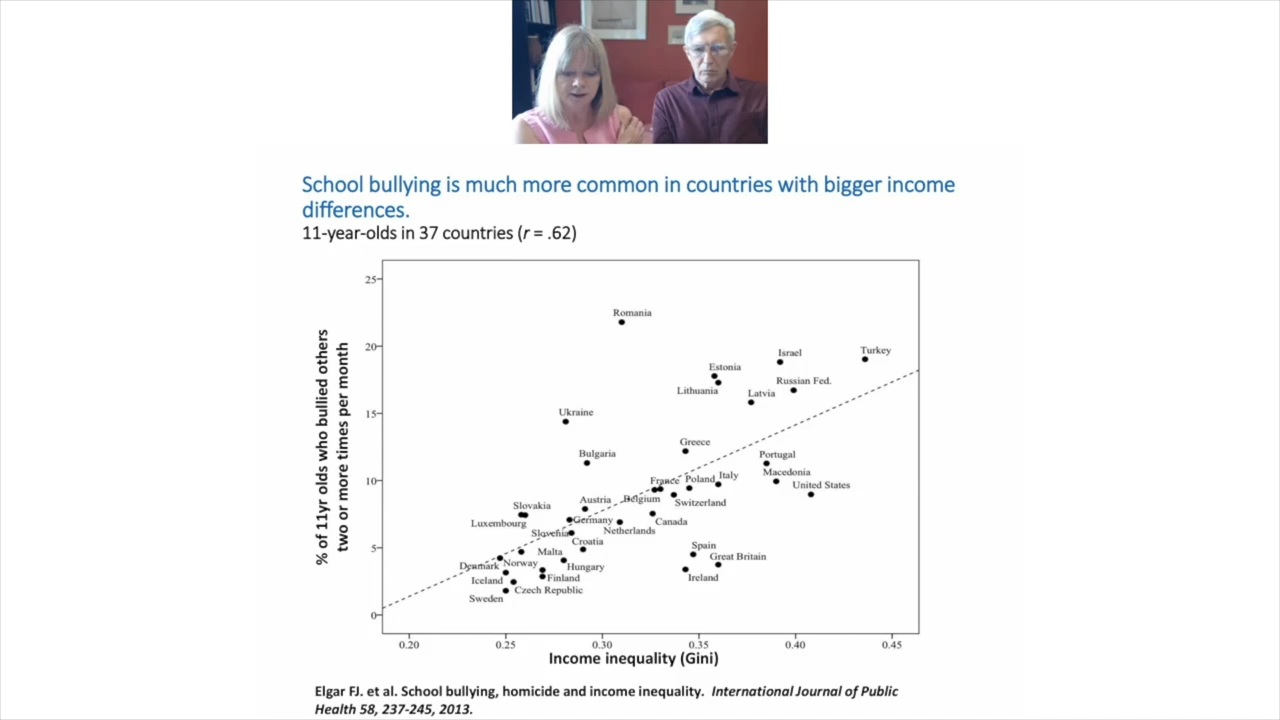 School bullying is much more common in countries with bigger income
differences.
11-year-olds in 37 countries (r = .62)
% of 11yr olds who bullied others
two or more times per month
25
20
15
10
5
0
Romania
Israel
Turkey
Estonia
Russian Fed.
Lithuania
Latvia
Ukraine
Greece
Bulgaria
Portugal
Macedonia
France
Poland
Italy
United States
Austria
Belgium
Switzerland
Slovakia
Luxembourg
Germany
Canada
Netherlands
Slovenia
Croatia
Spain
Malta
Great Britain
Denmark
Norway
Hungary
Ireland
Iceland
Finland
Czech Republic
Sweden
0.20 0.25 0.30 0.35 0.40 0.45
Income inequality (Gini)
Elgar FJ. et al. School bullying, homicide and income inequality. International Journal of Public
Health 58, 237-245, 2013.